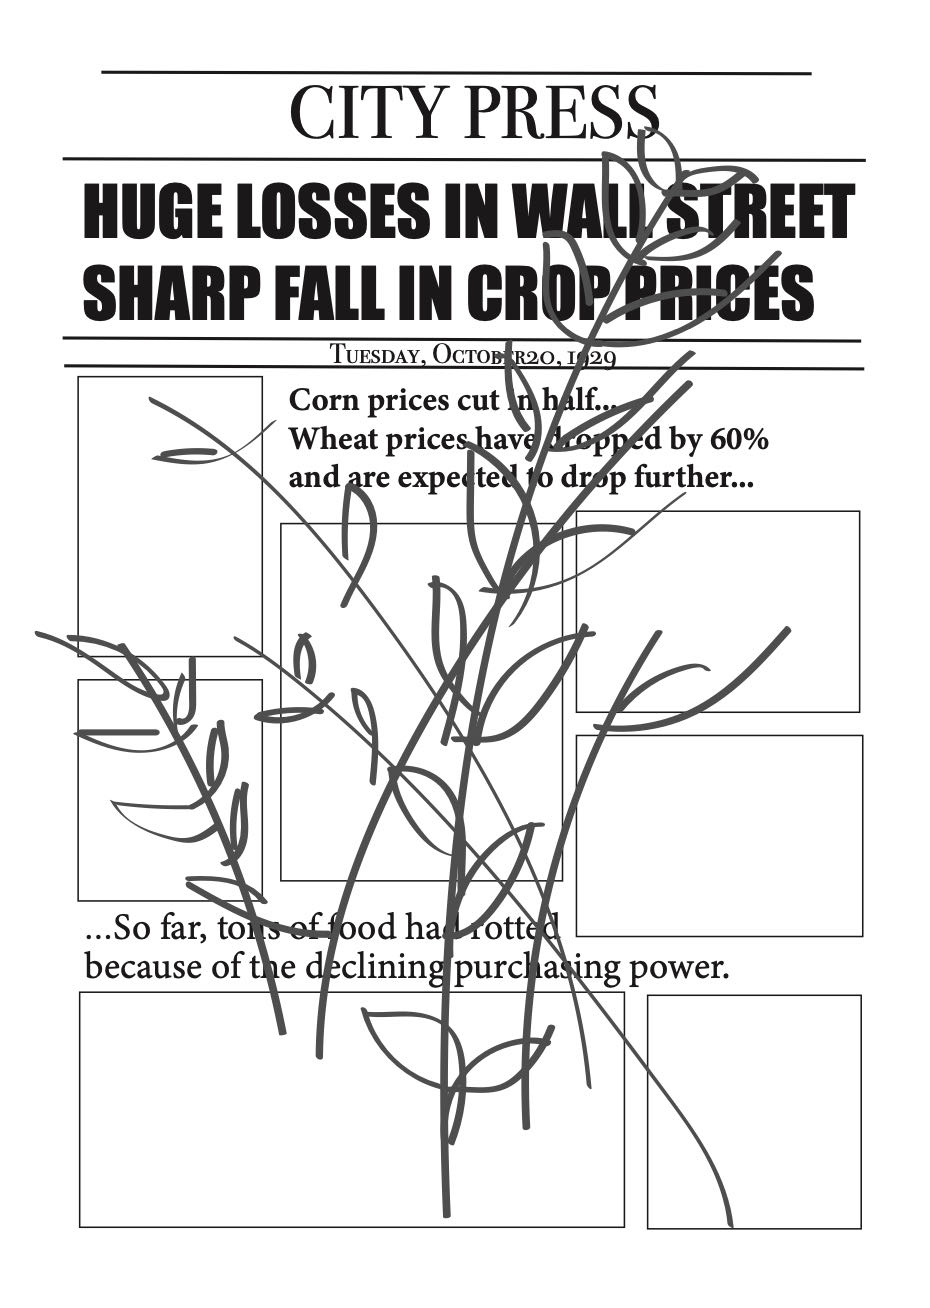 CITY PRESS
HUGE LOSSES IN WALL STREET
SHARP FALL IN CROP PRICES
TUESDAY, OCTOBER20, 1929
Corn prices cut in half...
Wheat prices have dropped by 60%
and are expected to drop further...
...So far, tons of food had rotted
because of the declining purchasing power.